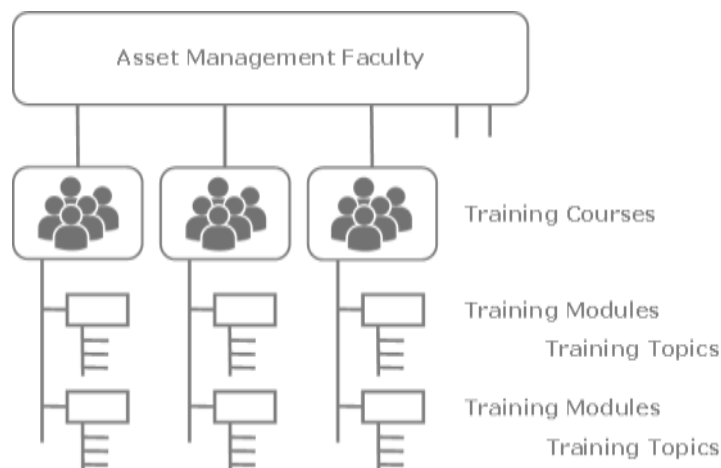 Asset Management Faculty
Training Courses
Training Modules
Training Topics
Training Modules
Training Topics